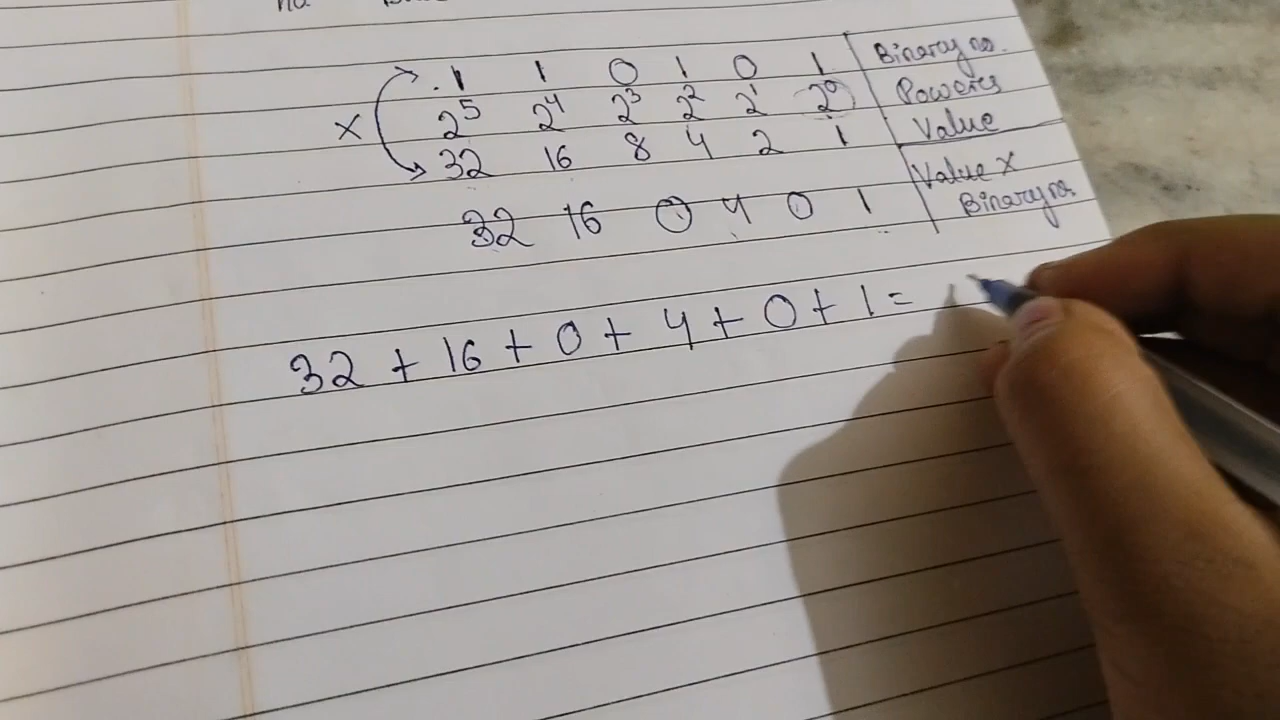 1 1 0 1 0 1 Binary no.
2⁵ 2⁴ 2³ 2² 2¹ 2⁰ Powers
x 32 16 8 4 2 1 Value
32 16 0 4 0 1 Value x Binary no.
32 + 16 + 0 + 4 + 0 + 1 =